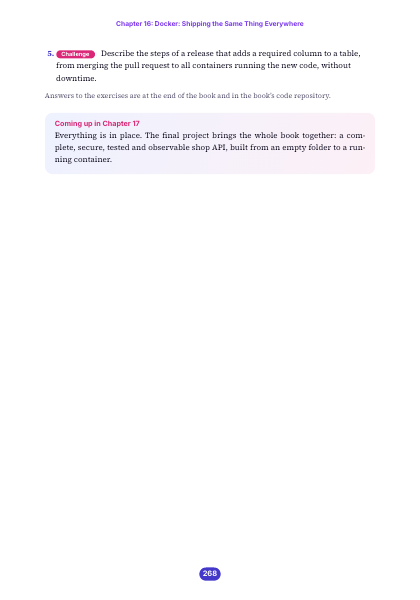 Chapter 16: Docker: Shipping the Same Thing Everywhere
5. Challenge Describe the steps of a release that adds a required column to a table,
from merging the pull request to all containers running the new code, without
downtime.
Answers to the exercises are at the end of the book and in the book's code repository.
Coming up in Chapter 17
Everything is in place. The final project brings the whole book together: a com-
plete, secure, tested and observable shop API, built from an empty folder to a run-
ning container.
268